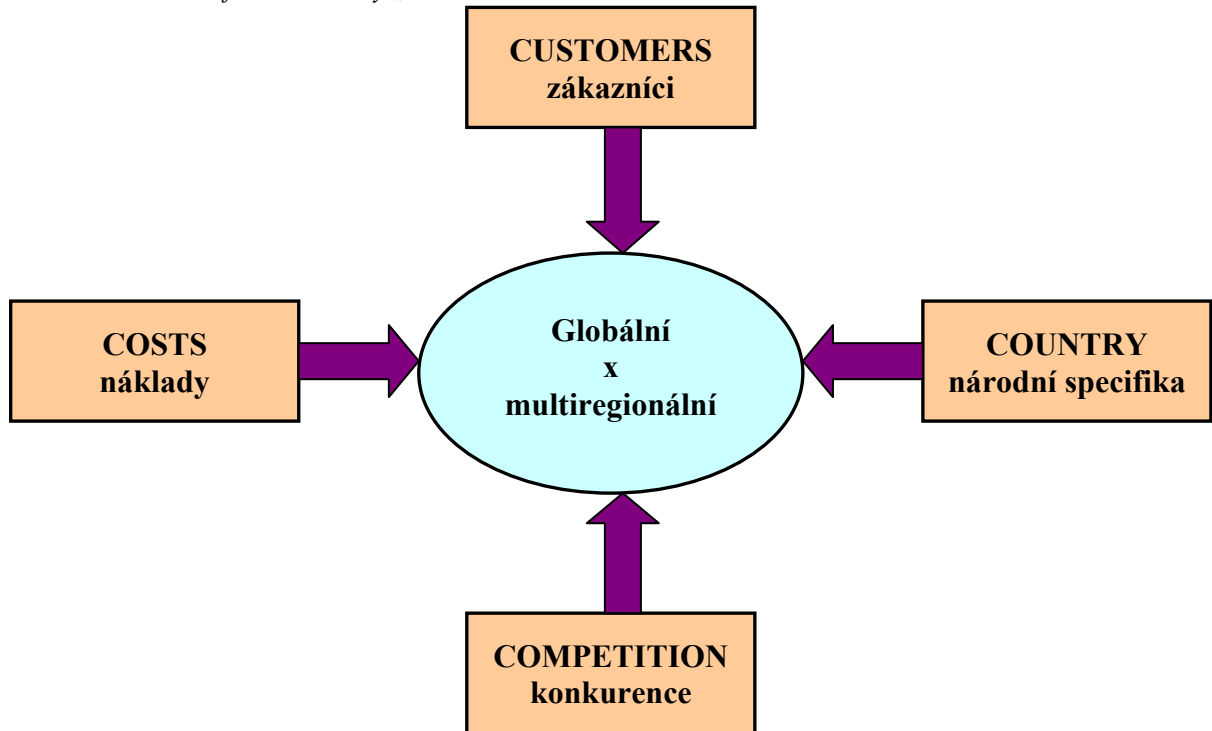 CUSTOMERS
zákazníci
COSTS
náklady
Globální
x
multiregionální
COUNTRY
národní specifika
COMPETITION
konkurence